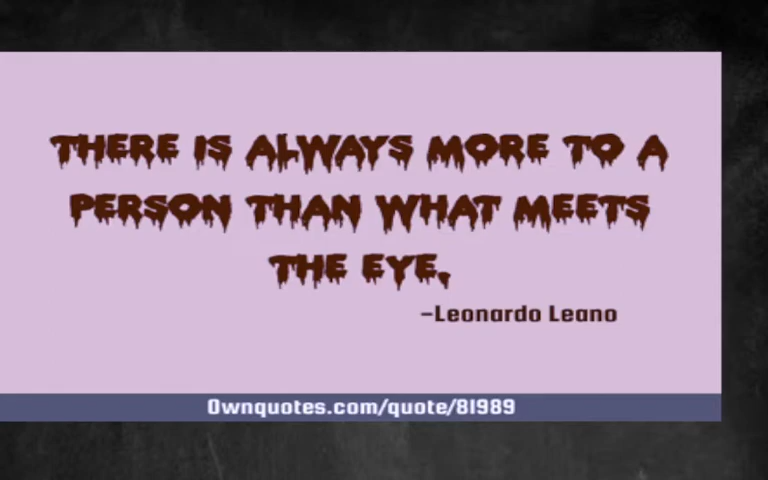 THERE IS ALWAYS MORE TO A
PERSON THAN WHAT MEETS
THE EYE.
-Leonardo Leano
Ownquotes.com/quote/81989